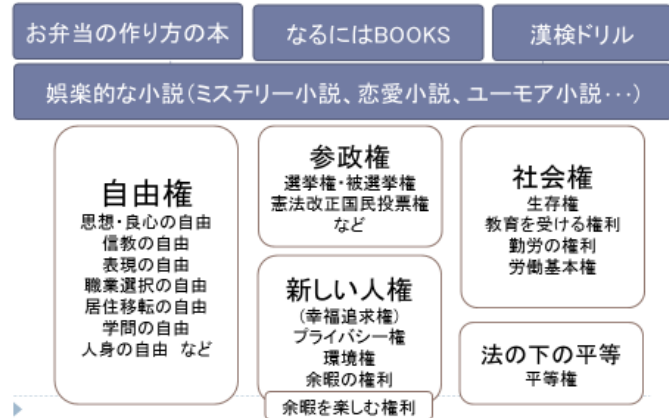 お弁当の作り方の本
なるにはBOOKS
漢検ドリル
娯楽的な小説(ミステリー小説、恋愛小説、ユーモア小説･･･)
自由権
思想・良心の自由
信教の自由
表現の自由
職業選択の自由
居住移転の自由
学問の自由
人身の自由 など
参政権
選挙権・被選挙権
憲法改正国民投票権
など
新しい人権
(幸福追求権)
プライバシー権
環境権
余暇の権利
余暇を楽しむ権利
社会権
生存権
教育を受ける権利
勤労の権利
労働基本権
法の下の平等
平等権